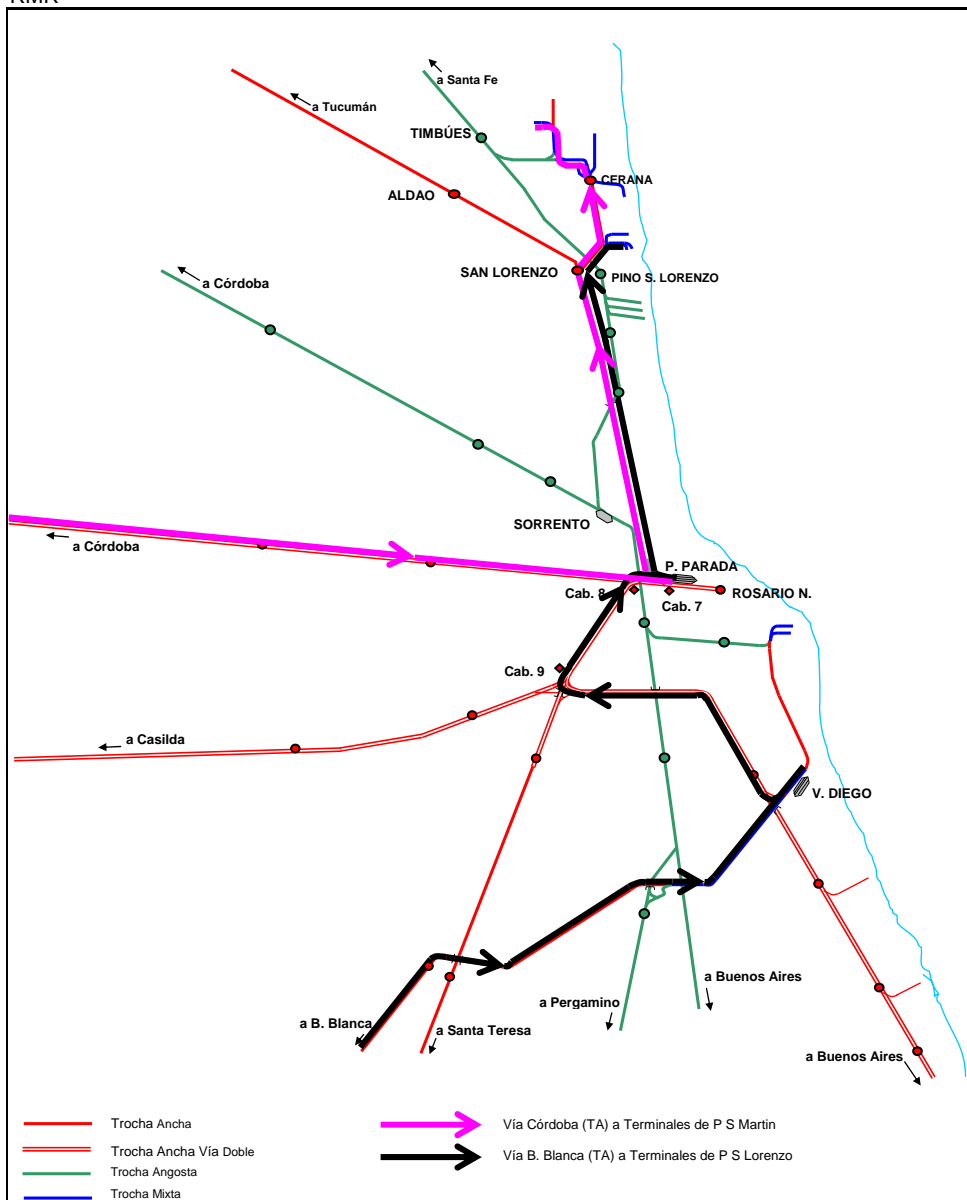 a Santa Fe
a Tucumán
TIMBÚES
CERANA
ALDAO
SAN LORENZO
PINO S. LORENZO
a Córdoba
SORRENTO
a Córdoba
P. PARADA
Cab. 8
Cab. 7
ROSARIO N.
Cab. 9
a Casilda
V. DIEGO
a Buenos Aires
a Pergamino
a B. Blanca
a Santa Teresa
a Buenos Aires
Trocha Ancha
Vía Córdoba (TA) a Terminales de P S Martin
Trocha Ancha Vía Doble
Vía B. Blanca (TA) a Terminales de P S Lorenzo
Trocha Angosta
Trocha Mixta